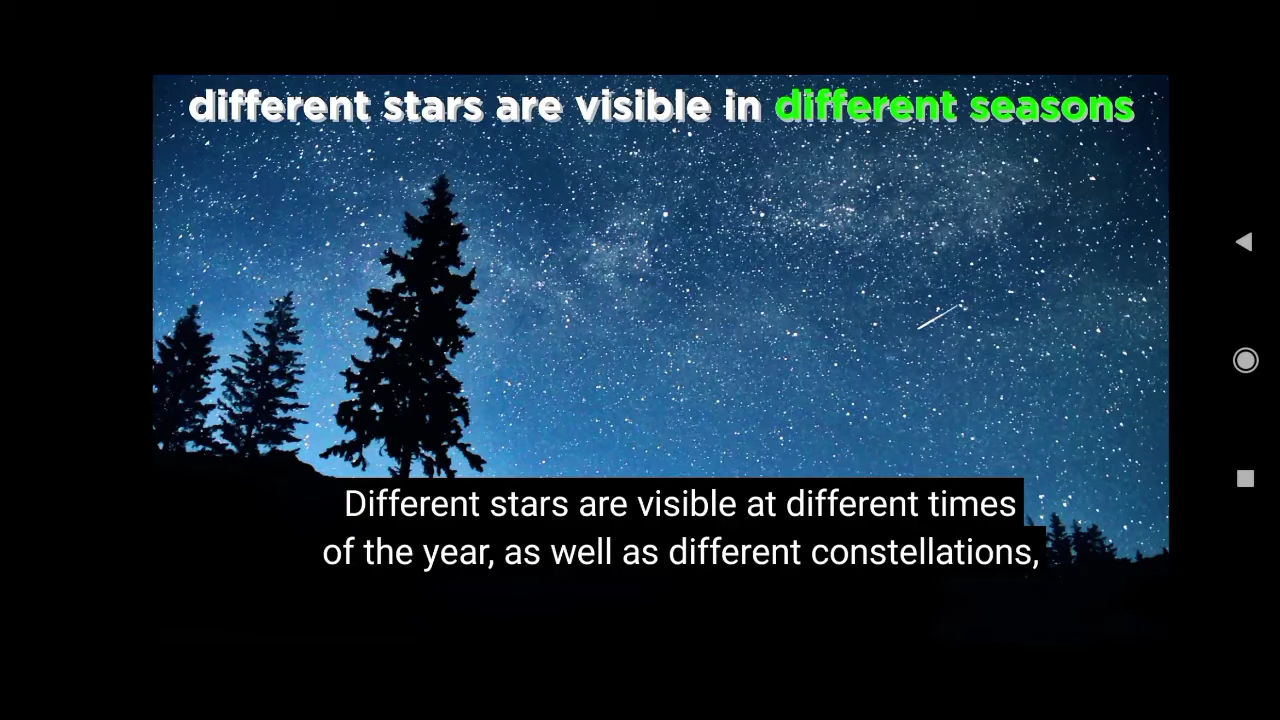 different stars are visible in different seasons
Different stars are visible at different times
of the year, as well as different constellations,